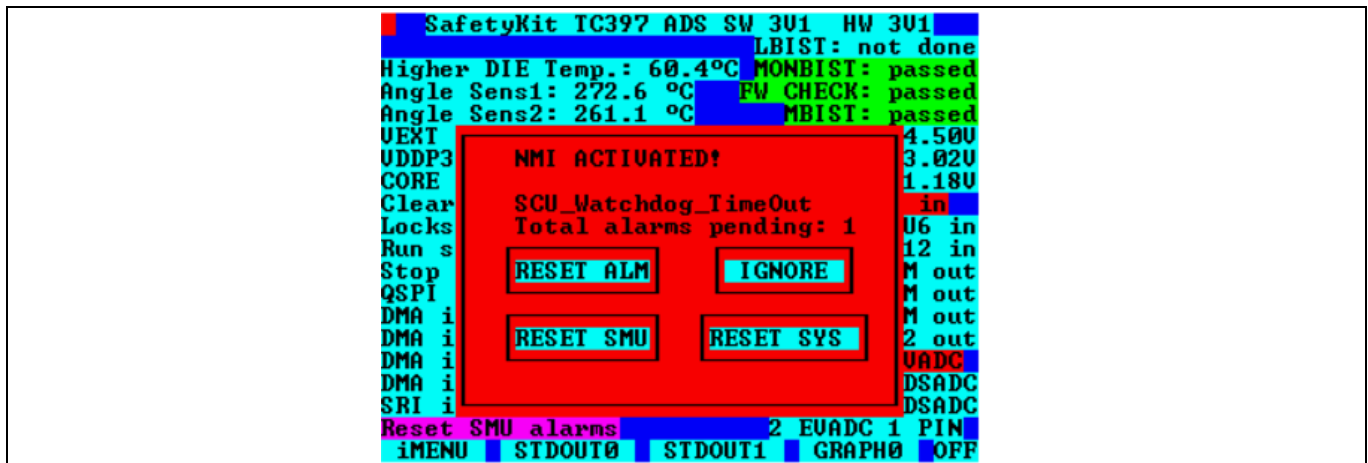 SafetyKit TC397 ADS SW 3V1 HW 3V1
LBIST: not done
Higher DIE Temp.: 60.4ºC MONBIST: passed
Angle Sens1: 272.6 ºC FW CHECK: passed
Angle Sens2: 261.1 ºC MBIST: passed
VEXT 4.50V
VDDP3 NMI ACTIVATED! 3.02V
CORE 1.18V
Clear SCU_Watchdog_TimeOut in
Locks Total alarms pending: 1 U6 in
Run s 12 in
Stop RESET ALM IGNORE M out
QSPI M out
DMA i M out
DMA i RESET SMU RESET SYS 2 out
DMA i VADC
DMA i DSADC
SRI i DSADC
Reset SMU alarms 2 EVADC 1 PIN
iMENU STDOUT0 STDOUT1 GRAPH0 OFF